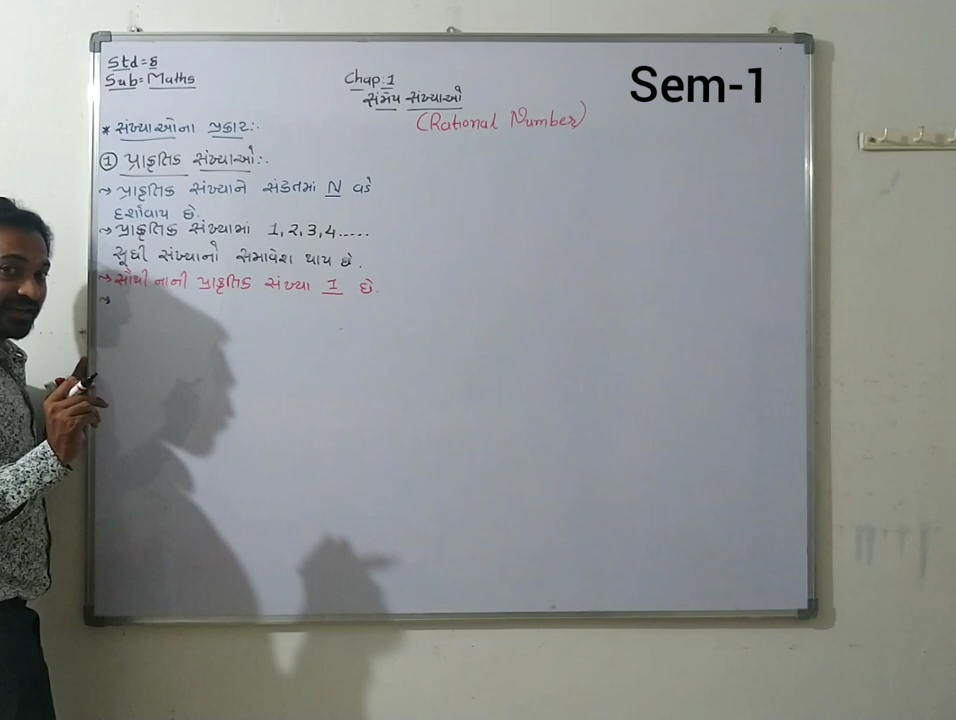 Std = 8
Sub = Maths
Sem-1
Chap:1
સંમેય સંખ્યાઓ
(Rational Number)
* સંખ્યાઓના પ્રકાર:-
① પ્રાકૃતિક સંખ્યાઓ:-
→ પ્રાકૃતિક સંખ્યાને સંકેતમાં N વડે
દર્શાવાય છે.
→ પ્રાકૃતિક સંખ્યામાં 1,2,3,4.....
સુધી સંખ્યાનો સમાવેશ થાય છે.
→ સૌથી નાની પ્રાકૃતિક સંખ્યા 1 છે
→